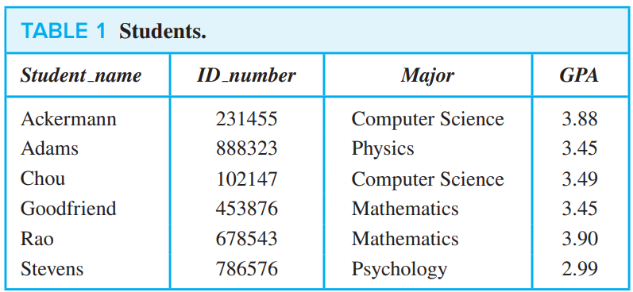 TABLE 1 Students.
Student_name ID_number Major GPA
Ackermann 231455 Computer Science 3.88
Adams 888323 Physics 3.45
Chou 102147 Computer Science 3.49
Goodfriend 453876 Mathematics 3.45
Rao 678543 Mathematics 3.90
Stevens 786576 Psychology 2.99